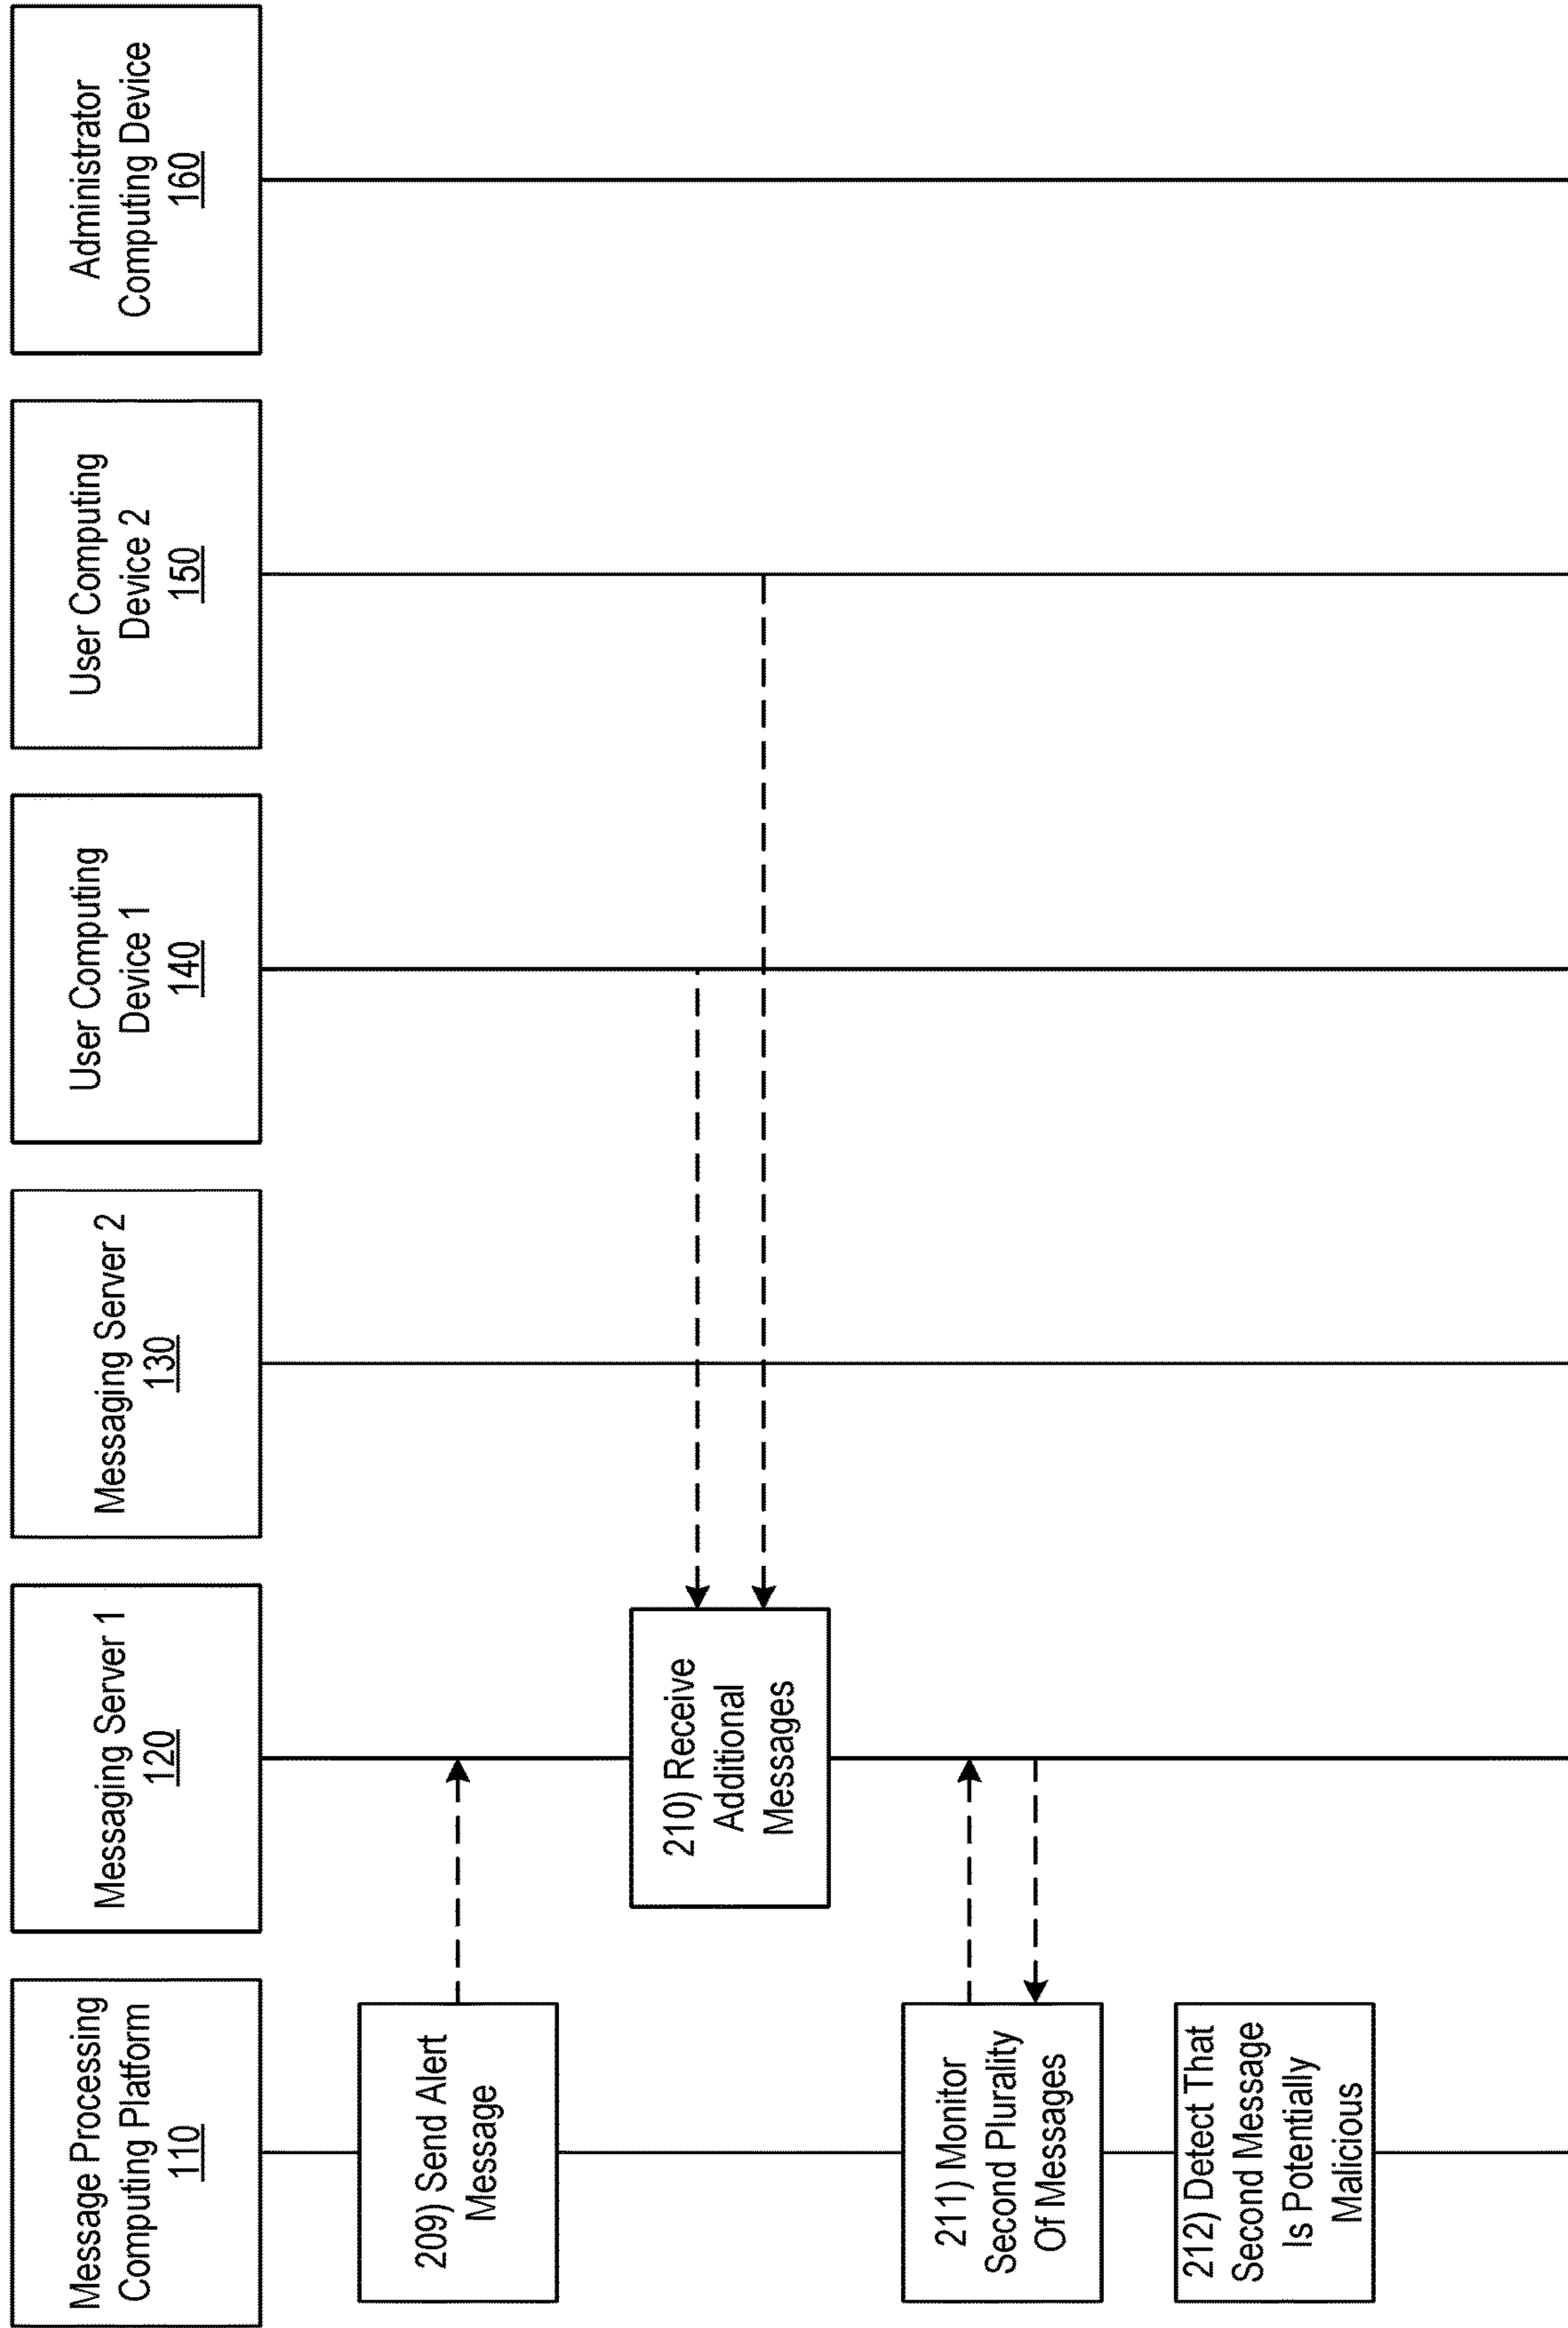 Message Processing
Computing Platform
110
Messaging Server 1
120
Messaging Server 2
130
User Computing
Device 1
140
User Computing
Device 2
150
Administrator
Computing Device
160
209) Send Alert
Message
210) Receive
Additional
Messages
211) Monitor
Second Plurality
Of Messages
212) Detect That
Second Message
Is Potentially
Malicious